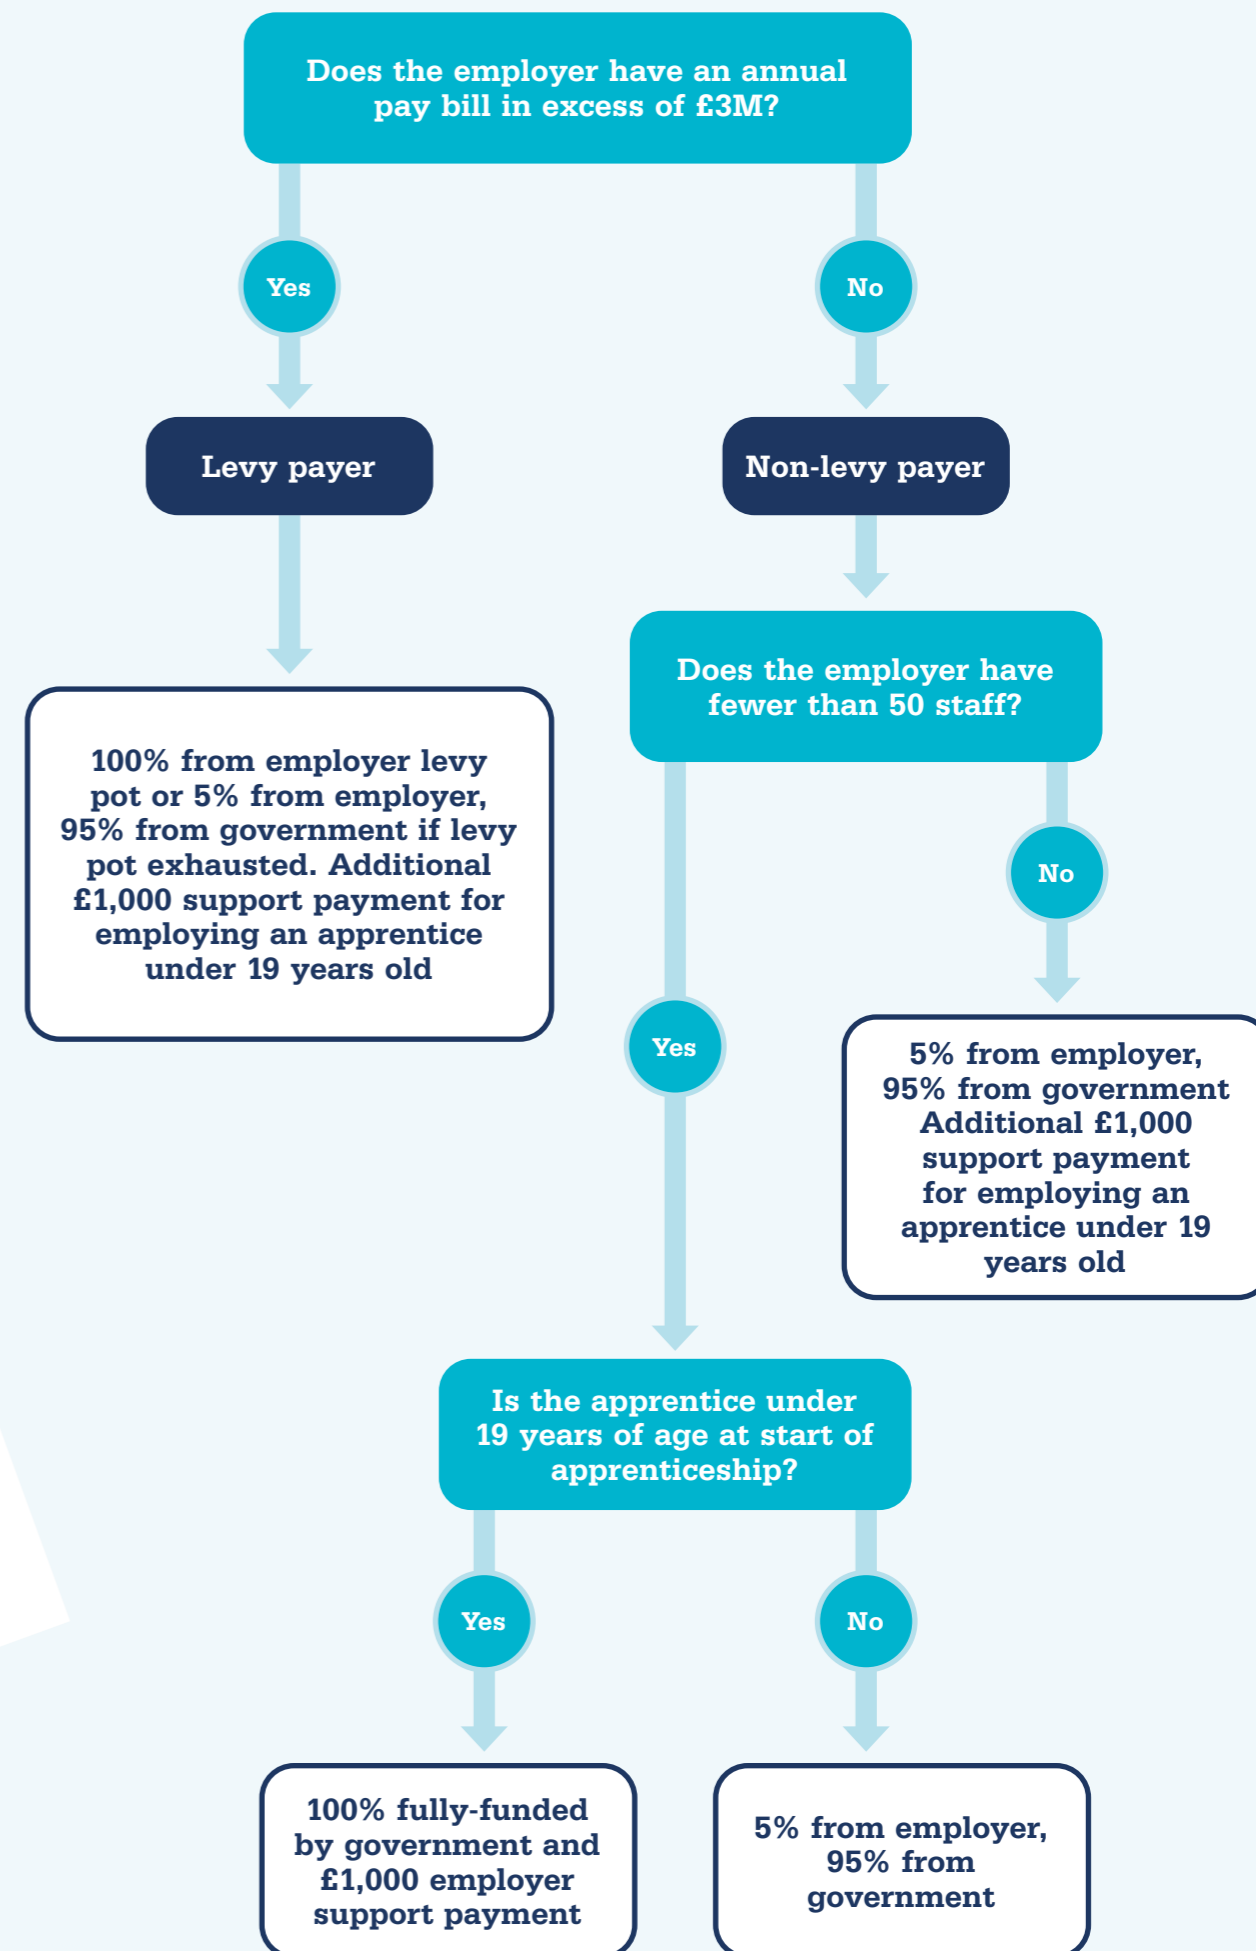 Does the employer have an annual
pay bill in excess of £3M?
Yes
No
Levy payer
Non-levy payer
Does the employer have
fewer than 50 staff?
100% from employer levy
pot or 5% from employer,
95% from government if levy
pot exhausted. Additional
£1,000 support payment for
employing an apprentice
under 19 years old
No
Yes
5% from employer,
95% from government
Additional £1,000
support payment
for employing an
apprentice under 19
years old
Is the apprentice under
19 years of age at start of
apprenticeship?
Yes
No
100% fully-funded
by government and
£1,000 employer
support payment
5% from employer,
95% from
government